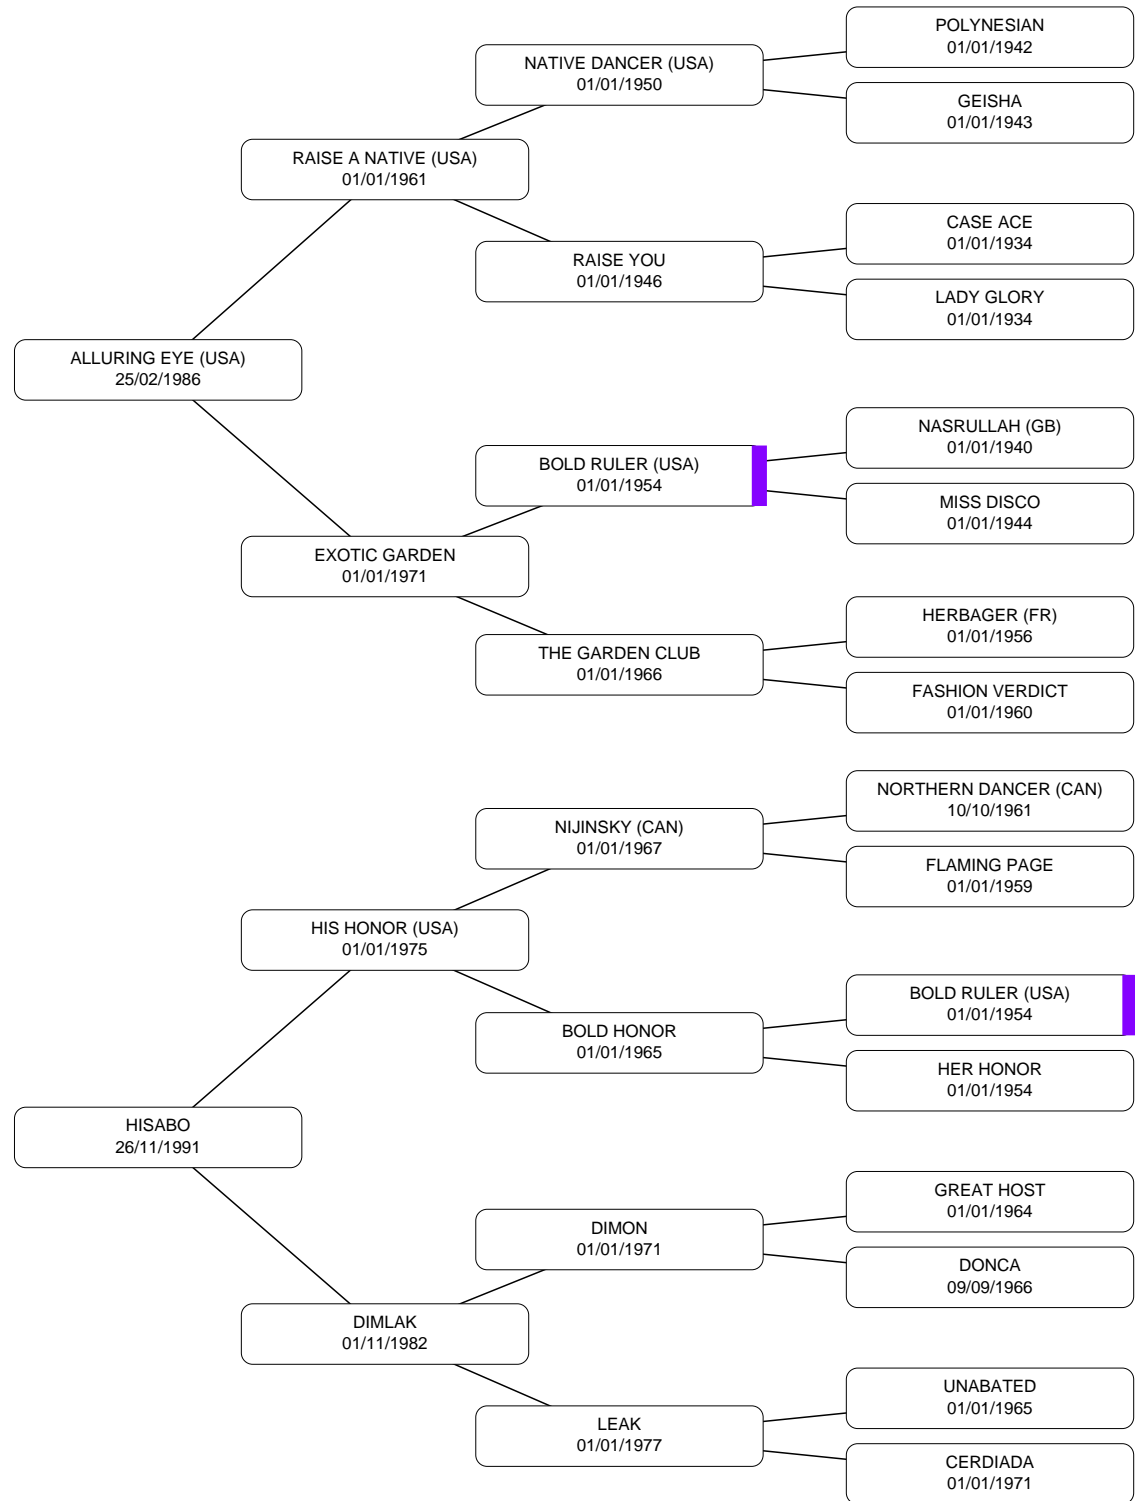 POLYNESIAN
01/01/1942
NATIVE DANCER (USA)
01/01/1950
GEISHA
01/01/1943
RAISE A NATIVE (USA)
01/01/1961
CASE ACE
01/01/1934
RAISE YOU
01/01/1946
LADY GLORY
01/01/1934
ALLURING EYE (USA)
25/02/1986
NASRULLAH (GB)
01/01/1940
BOLD RULER (USA)
01/01/1954
MISS DISCO
01/01/1944
EXOTIC GARDEN
01/01/1971
HERBAGER (FR)
01/01/1956
THE GARDEN CLUB
01/01/1966
FASHION VERDICT
01/01/1960
NORTHERN DANCER (CAN)
10/10/1961
NIJINSKY (CAN)
01/01/1967
FLAMING PAGE
01/01/1959
HIS HONOR (USA)
01/01/1975
BOLD RULER (USA)
01/01/1954
BOLD HONOR
01/01/1965
HER HONOR
01/01/1954
HISABO
26/11/1991
GREAT HOST
01/01/1964
DIMON
01/01/1971
DONCA
09/09/1966
DIMLAK
01/11/1982
UNABATED
01/01/1965
LEAK
01/01/1977
CERDIADA
01/01/1971